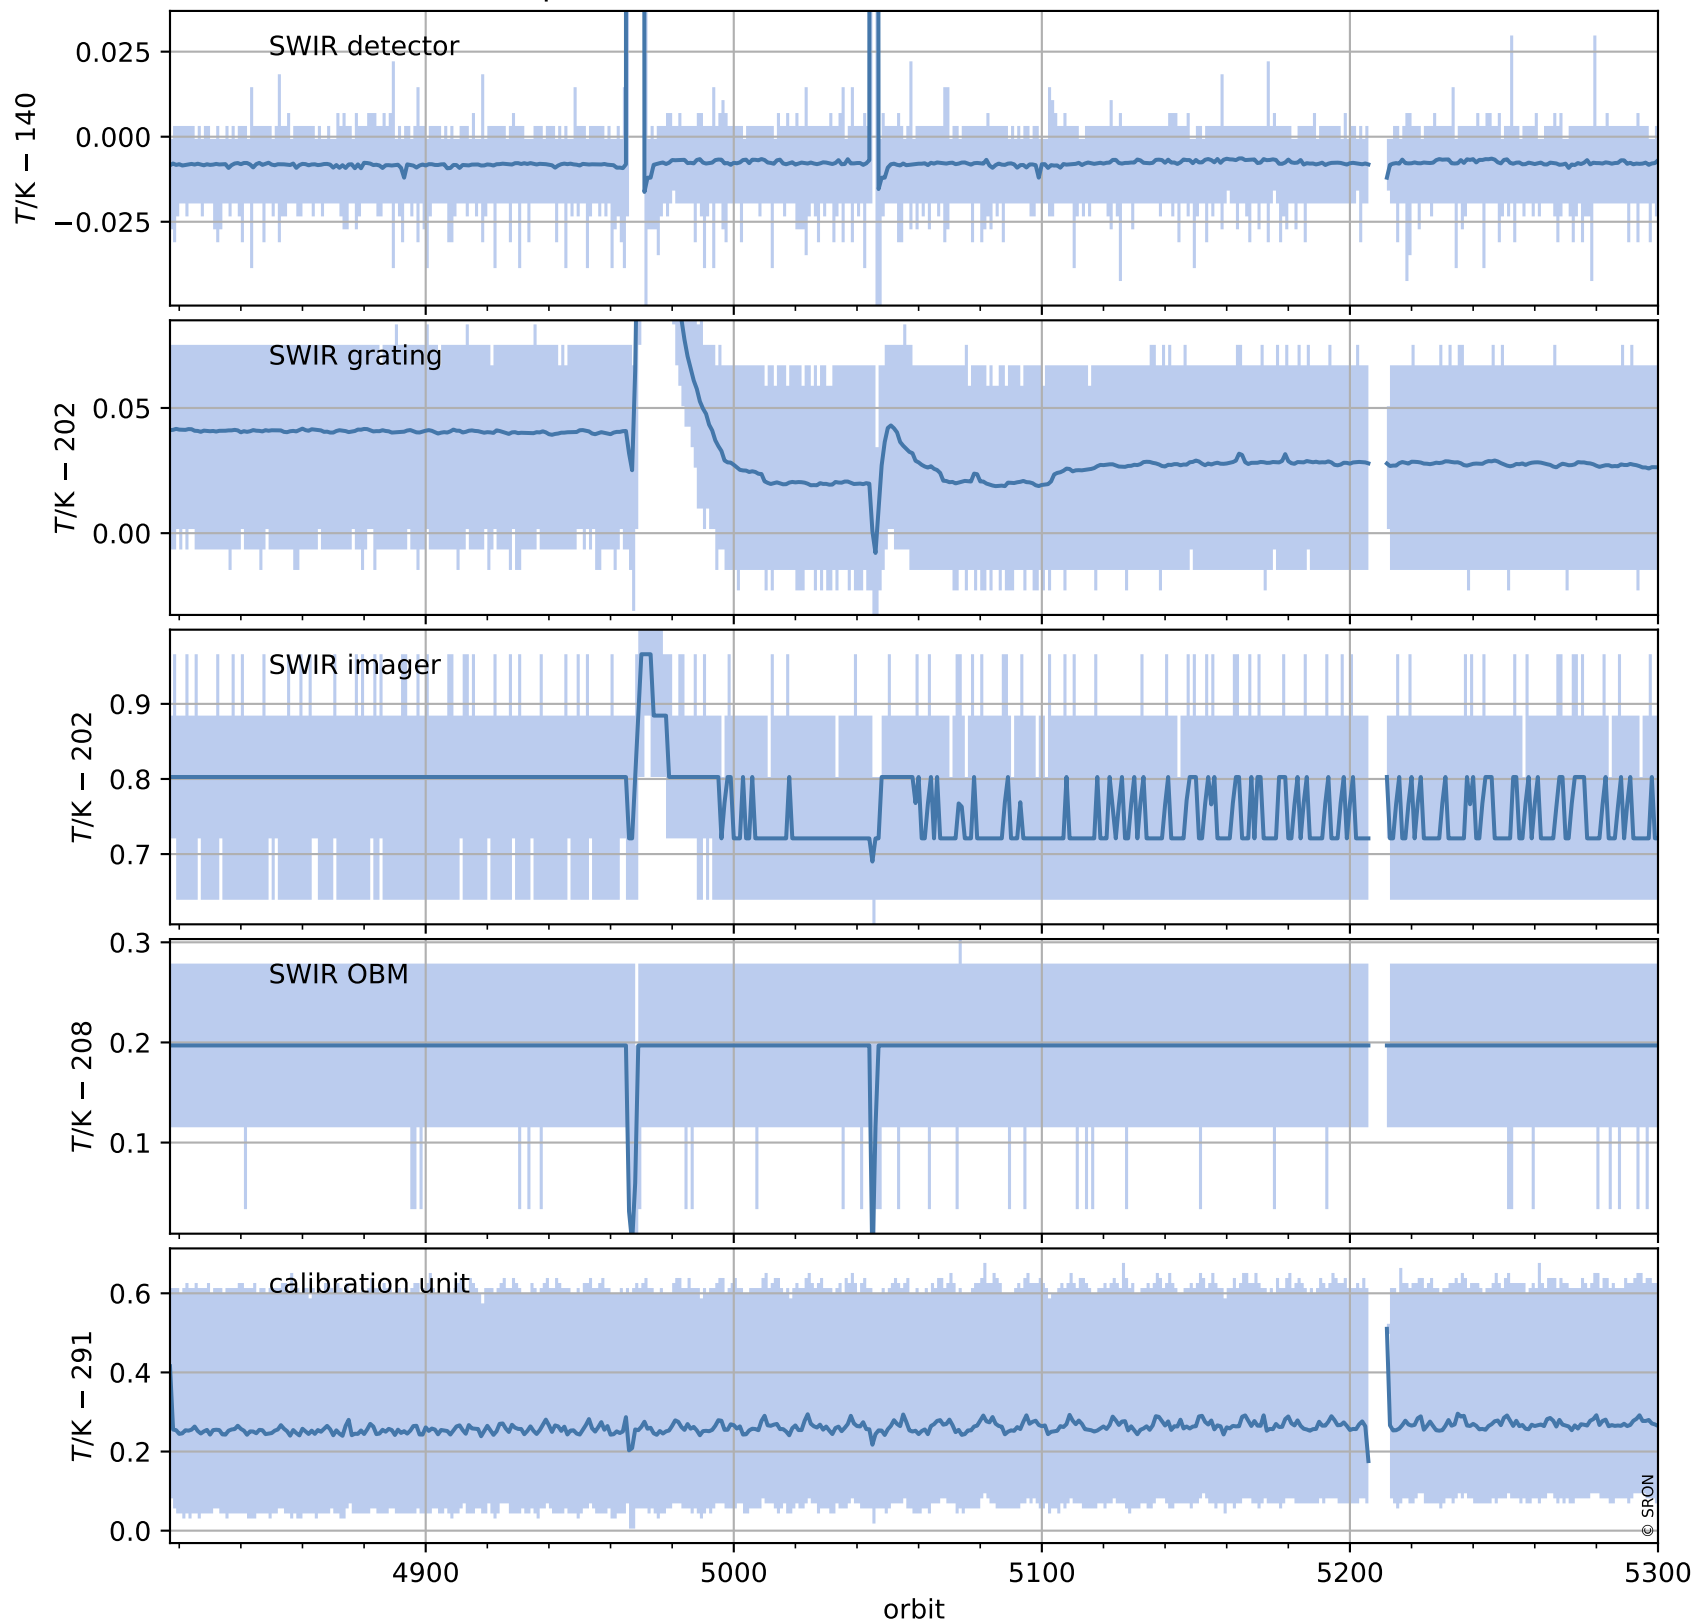 SWIR detector
0.025
0.000
−0.025
T/K − 140
SWIR grating
0.05
0.00
T/K − 202
SWIR imager
0.9
0.8
0.7
T/K − 202
SWIR OBM
0.3
0.2
0.1
T/K − 208
calibration unit
0.6
0.4
0.2
0.0
T/K − 291
© SRON
4900 5000 5100 5200 5300
orbit